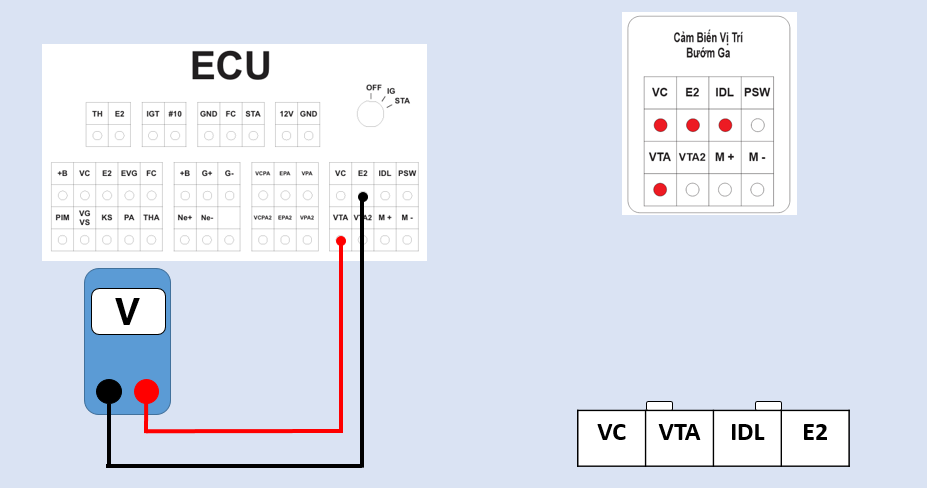 ECU
OFF IG
STA
TH E2 IGT #10 GND FC STA 12V GND
+B VC E2 EVG FC +B G+ G- VCPA EPA VPA VC E2 IDL PSW
PIM VG VS KS PA THA Ne+ Ne- VCPA2 EPA2 VPA2 VTA VTA2 M + M -
V
Cảm Biến Vị Trí
Bướm Ga
VC E2 IDL PSW
VTA VTA2 M + M -
VC VTA IDL E2